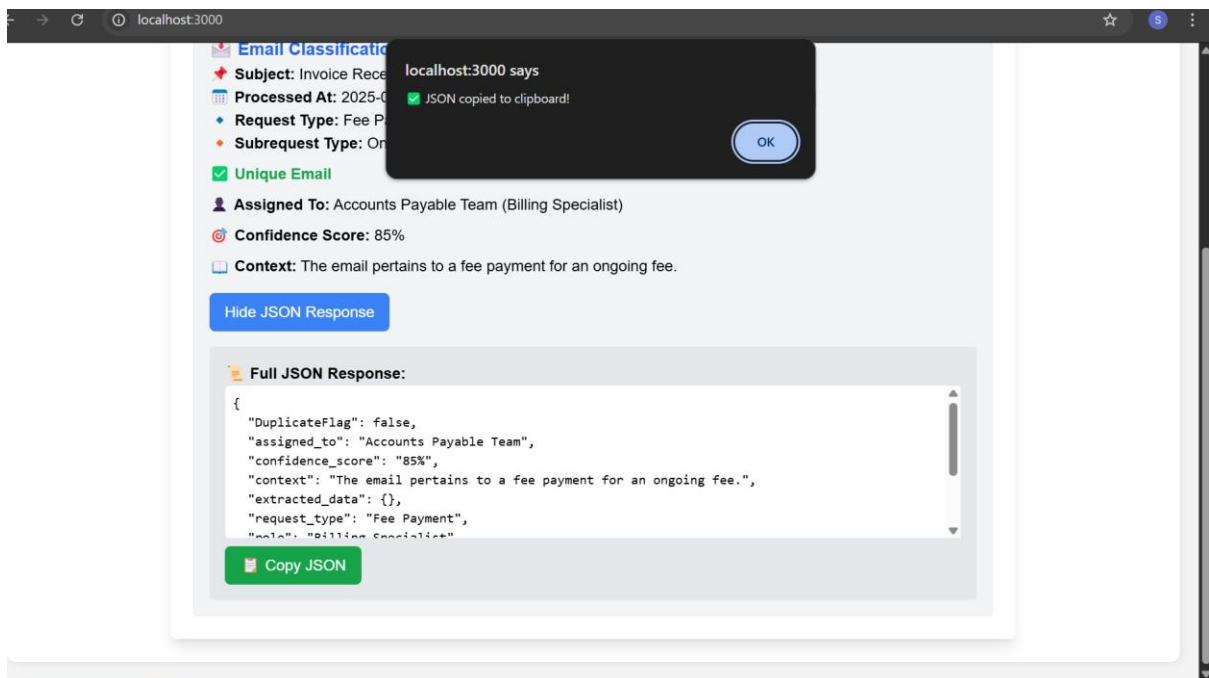 localhost:3000
S
Email Classificatio
localhost:3000 says
📌 Subject: Invoice Rece
✅ JSON copied to clipboard!
Processed At: 2025-0
🔹 Request Type: Fee P
🔸 Subrequest Type: On
OK
✅ Unique Email
👤 Assigned To: Accounts Payable Team (Billing Specialist)
🎯 Confidence Score: 85%
📖 Context: The email pertains to a fee payment for an ongoing fee.
Hide JSON Response
📜 Full JSON Response:
{
"DuplicateFlag": false,
"assigned_to": "Accounts Payable Team",
"confidence_score": "85%",
"context": "The email pertains to a fee payment for an ongoing fee.",
"extracted_data": {},
"request_type": "Fee Payment",
"role": "Billing Specialist"
📋 Copy JSON